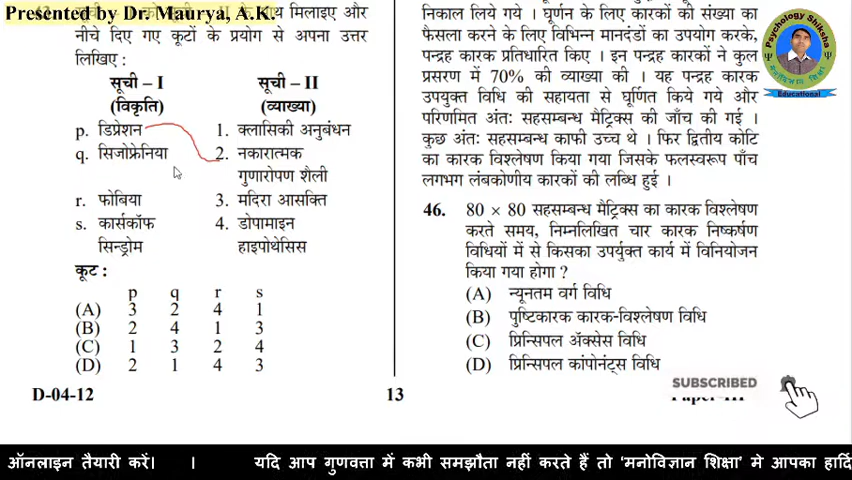 Presented by Dr. Maurya, A.K.
साथ मिलाइए और
नीचे दिए गए कूटों के प्रयोग से अपना उत्तर
लिखिए :
सूची – I सूची – II
(विकृति) (व्याख्या)
p. डिप्रेशन 1. क्लासिकी अनुबंधन
q. सिजोफ्रेनिया 2. नकारात्मक
गुणारोपण शैली
r. फोबिया 3. मदिरा आसक्ति
s. कार्सकॉफ 4. डोपामाइन
सिन्ड्रोम हाइपोथेसिस
कूट :
p q r s
(A) 3 2 4 1
(B) 2 4 1 3
(C) 1 3 2 4
(D) 2 1 4 3
D-04-12
13
निकाल लिये गये । घूर्णन के लिए कारकों की संख्या का
फैसला करने के लिए विभिन्न मानदंडों का उपयोग करके,
पन्द्रह कारक प्रतिधारित किए । इन पन्द्रह कारकों ने कुल
प्रसरण में 70% की व्याख्या की । यह पन्द्रह कारक
उपयुक्त विधि की सहायता से घूर्णित किये गये और
परिणमित अंतः सहसम्बन्ध मैट्रिक्स की जाँच की गई ।
कुछ अंतः सहसम्बन्ध काफी उच्च थे । फिर द्वितीय कोटि
का कारक विश्लेषण किया गया जिसके फलस्वरूप पाँच
लगभग लंबकोणीय कारकों की लब्धि हुई ।
46. 80 × 80 सहसम्बन्ध मैट्रिक्स का कारक विश्लेषण
करते समय, निम्नलिखित चार कारक निष्कर्षण
विधियों में से किसका उपर्युक्त कार्य में विनियोजन
किया गया होगा ?
(A) न्यूनतम वर्ग विधि
(B) पुष्टिकारक कारक-विश्लेषण विधि
(C) प्रिन्सिपल ॲक्सेस विधि
(D) प्रिन्सिपल कांपोनंट्स विधि
Paper-III
SUBSCRIBED
Psychology Shiksha
मनोविज्ञान शिक्षा
Educational
ऑनलाइन तैयारी करें। । यदि आप गुणवत्ता में कभी समझौता नहीं करते हैं तो 'मनोविज्ञान शिक्षा' मे आपका हार्दि